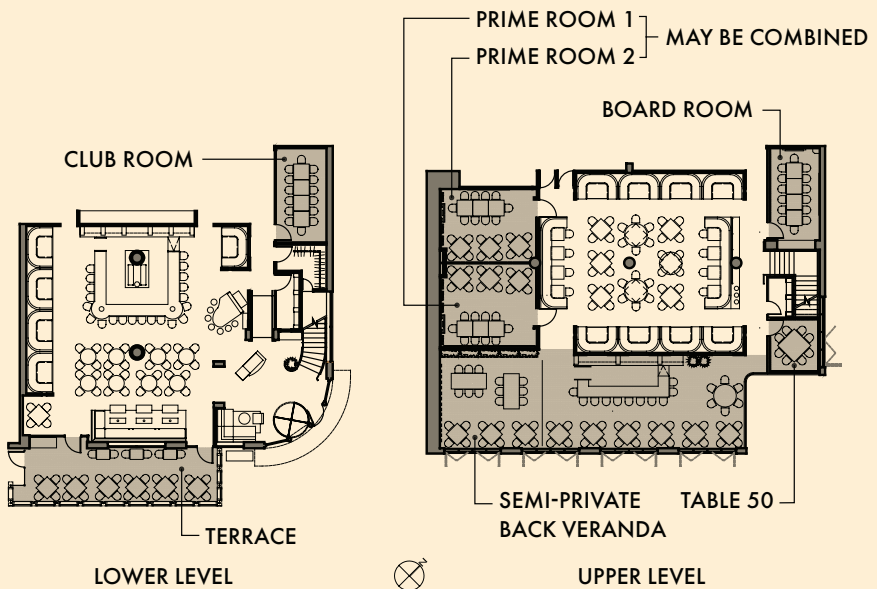 PRIME ROOM 1
PRIME ROOM 2
MAY BE COMBINED
BOARD ROOM
CLUB ROOM
SEMI-PRIVATE
BACK VERANDA
TABLE 50
TERRACE
LOWER LEVEL
N
UPPER LEVEL